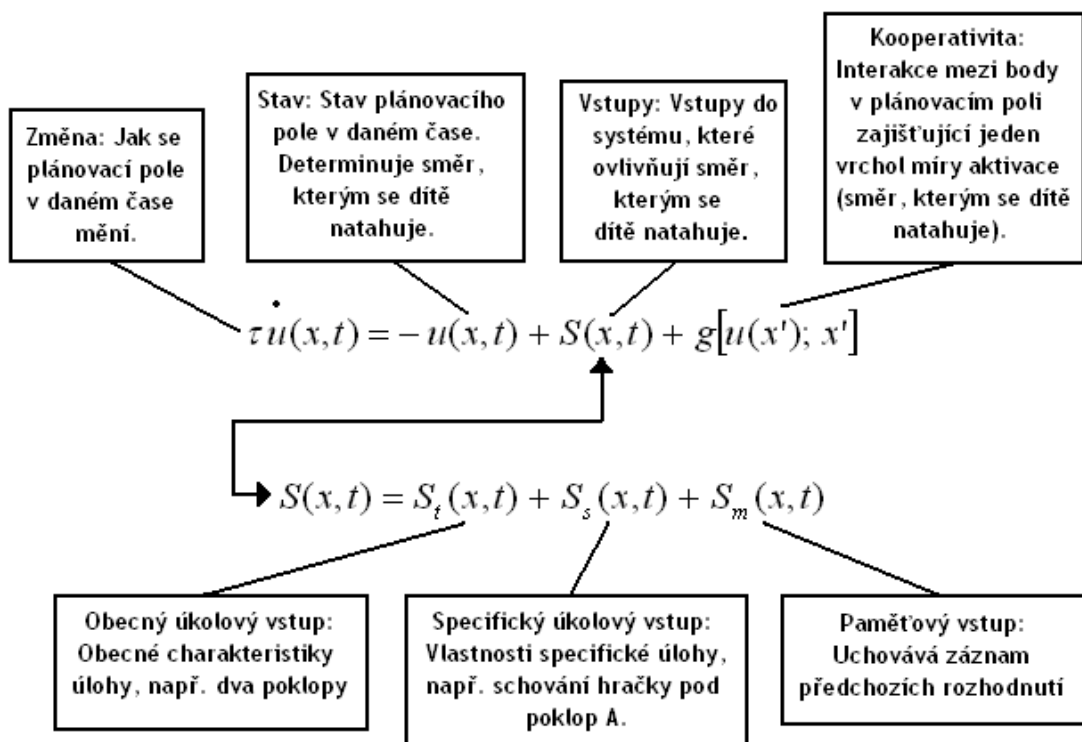 Změna: Jak se
plánovací pole
v daném čase
mění.
Stav: Stav plánovacího
pole v daném čase.
Determinuje směr,
kterým se dítě
natahuje.
Vstupy: Vstupy do
systému, které
ovlivňují směr,
kterým se
dítě natahuje.
Kooperativita:
Interakce mezi body
v plánovacím poli
zajišťující jeden
vrchol míry aktivace
(směr, kterým se dítě
natahuje).
τu̇(x,t) = − u(x,t) + S(x,t) + g[u(x'); x']
S(x,t) = S_t(x,t) + S_s(x,t) + S_m(x,t)
Obecný úkolový vstup:
Obecné charakteristiky
úlohy, např. dva poklopy
Specifický úkolový vstup:
Vlastnosti specifické úlohy,
např. schování hračky pod
poklop A.
Paměťový vstup:
Uchovává záznam
předchozích rozhodnutí